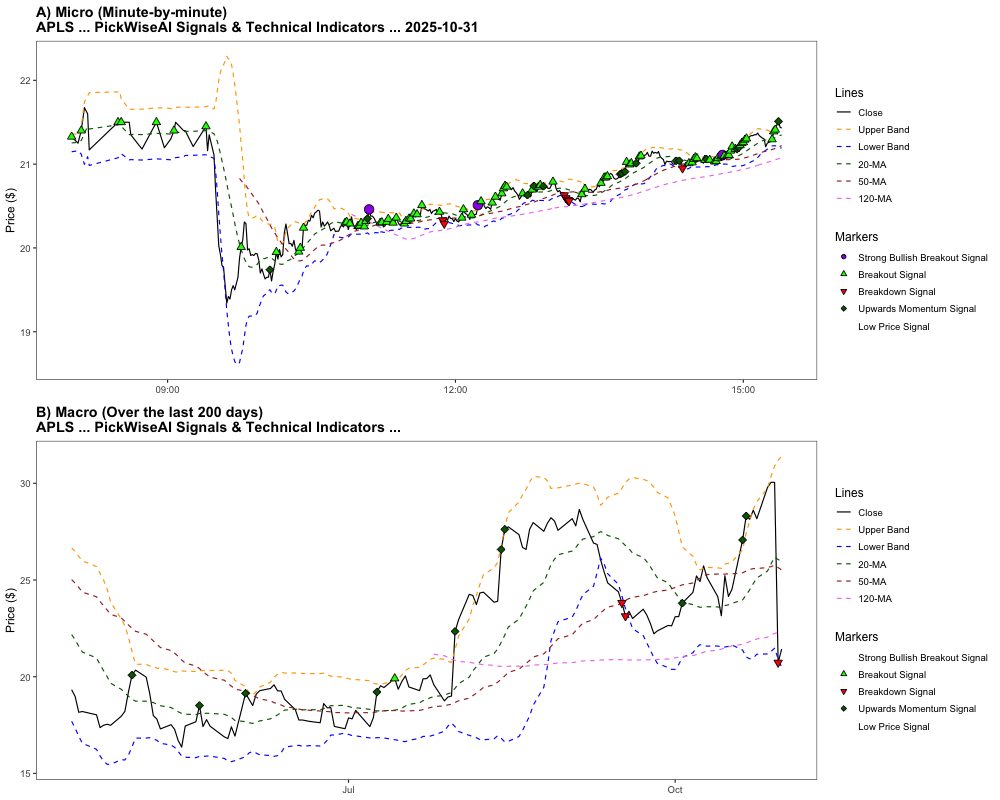 A) Micro (Minute-by-minute)
APLS ... PickWiseAI Signals & Technical Indicators ... 2025-10-31
Price ($)
22
21
20
19
09:00
12:00
15:00
Lines
Close
Upper Band
Lower Band
20-MA
50-MA
120-MA
Markers
Strong Bullish Breakout Signal
Breakout Signal
Breakdown Signal
Upwards Momentum Signal
Low Price Signal
B) Macro (Over the last 200 days)
APLS ... PickWiseAI Signals & Technical Indicators ...
Price ($)
30
25
20
15
Jul
Oct
Lines
Close
Upper Band
Lower Band
20-MA
50-MA
120-MA
Markers
Strong Bullish Breakout Signal
Breakout Signal
Breakdown Signal
Upwards Momentum Signal
Low Price Signal